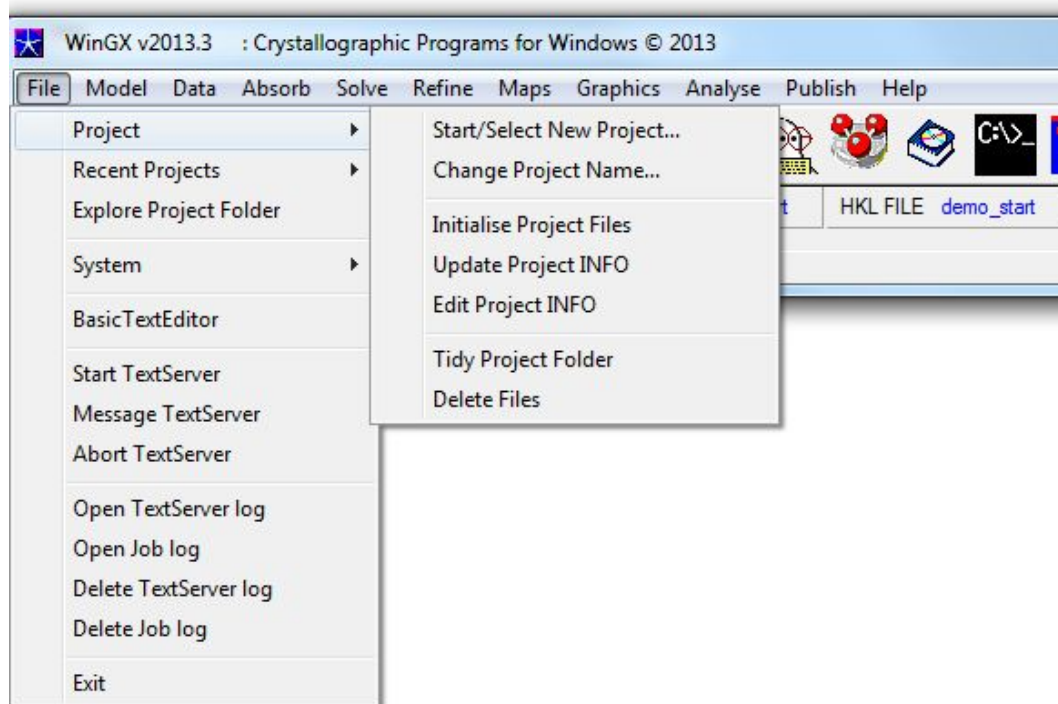 WinGX v2013.3 : Crystallographic Programs for Windows © 2013
File Model Data Absorb Solve Refine Maps Graphics Analyse Publish Help
Project
Recent Projects
Explore Project Folder
System
BasicTextEditor
Start TextServer
Message TextServer
Abort TextServer
Open TextServer log
Open Job log
Delete TextServer log
Delete Job log
Exit
Start/Select New Project...
Change Project Name...
Initialise Project Files
Update Project INFO
Edit Project INFO
Tidy Project Folder
Delete Files
C:\>_
t HKL FILE demo_start